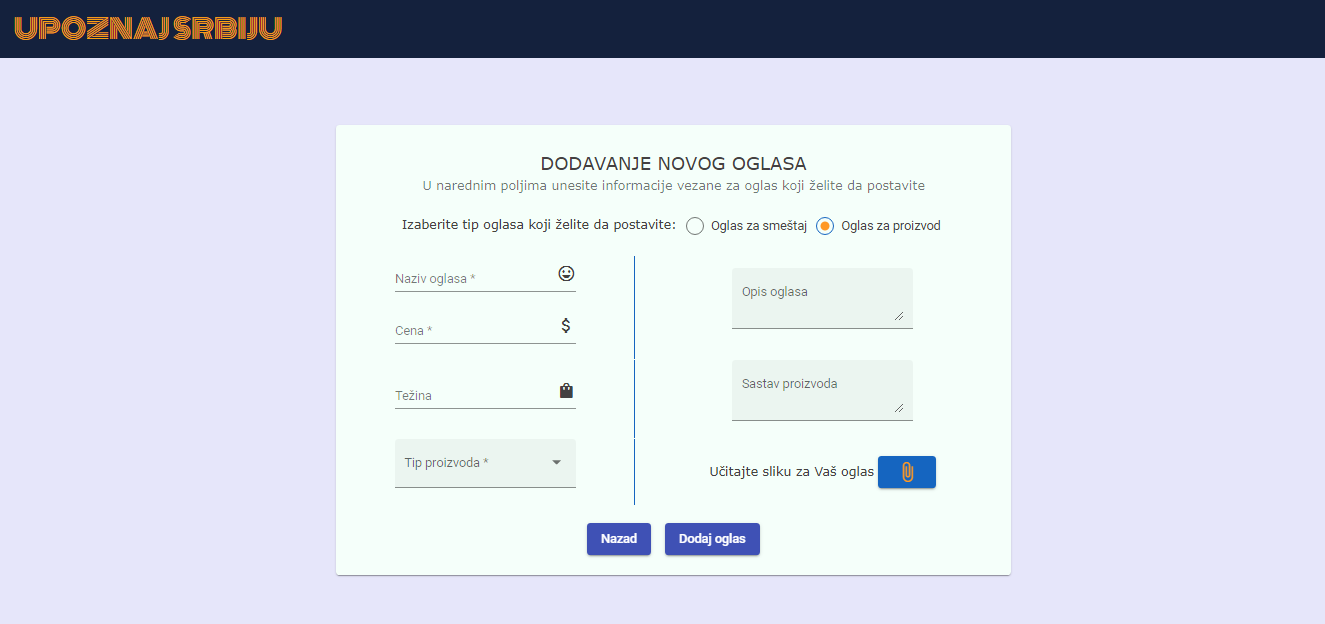 UPOZNAJ SRBIJU
DODAVANJE NOVOG OGLASA
U narednim poljima unesite informacije vezane za oglas koji želite da postavite
Izaberite tip oglasa koji želite da postavite: Oglas za smeštaj Oglas za proizvod
Naziv oglasa *
Cena *
Težina
Tip proizvoda *
Opis oglasa
Sastav proizvoda
Učitajte sliku za Vaš oglas
Nazad Dodaj oglas